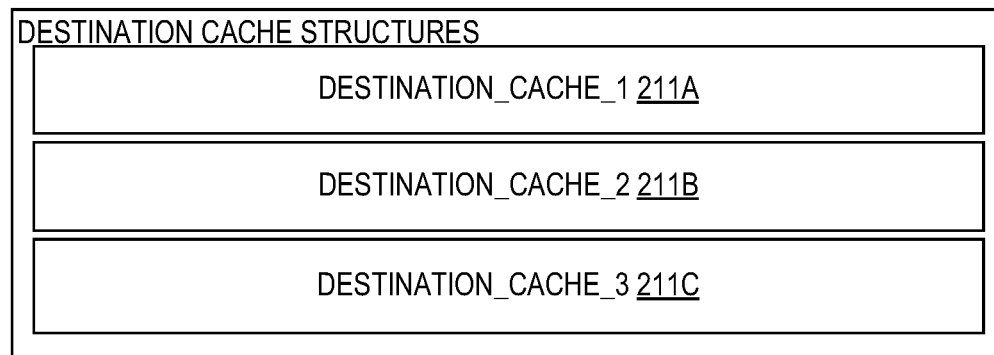 DESTINATION CACHE STRUCTURES
DESTINATION_CACHE_1 211A
DESTINATION_CACHE_2 211B
DESTINATION_CACHE_3 211C